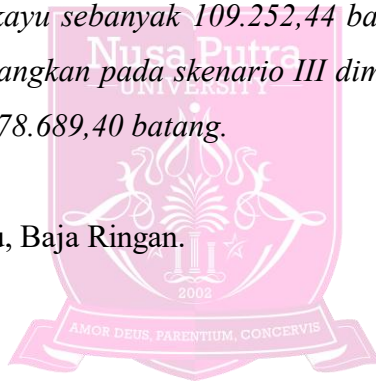 kayu sebanyak 109.252,44 ba
Nusa Putra
angkan pada skenario III dim
UNIVERSITY
78.689,40 batang.
, Baja Ringan.
2002
AMOR DEUS, PARENTIUM, CONCERVIS